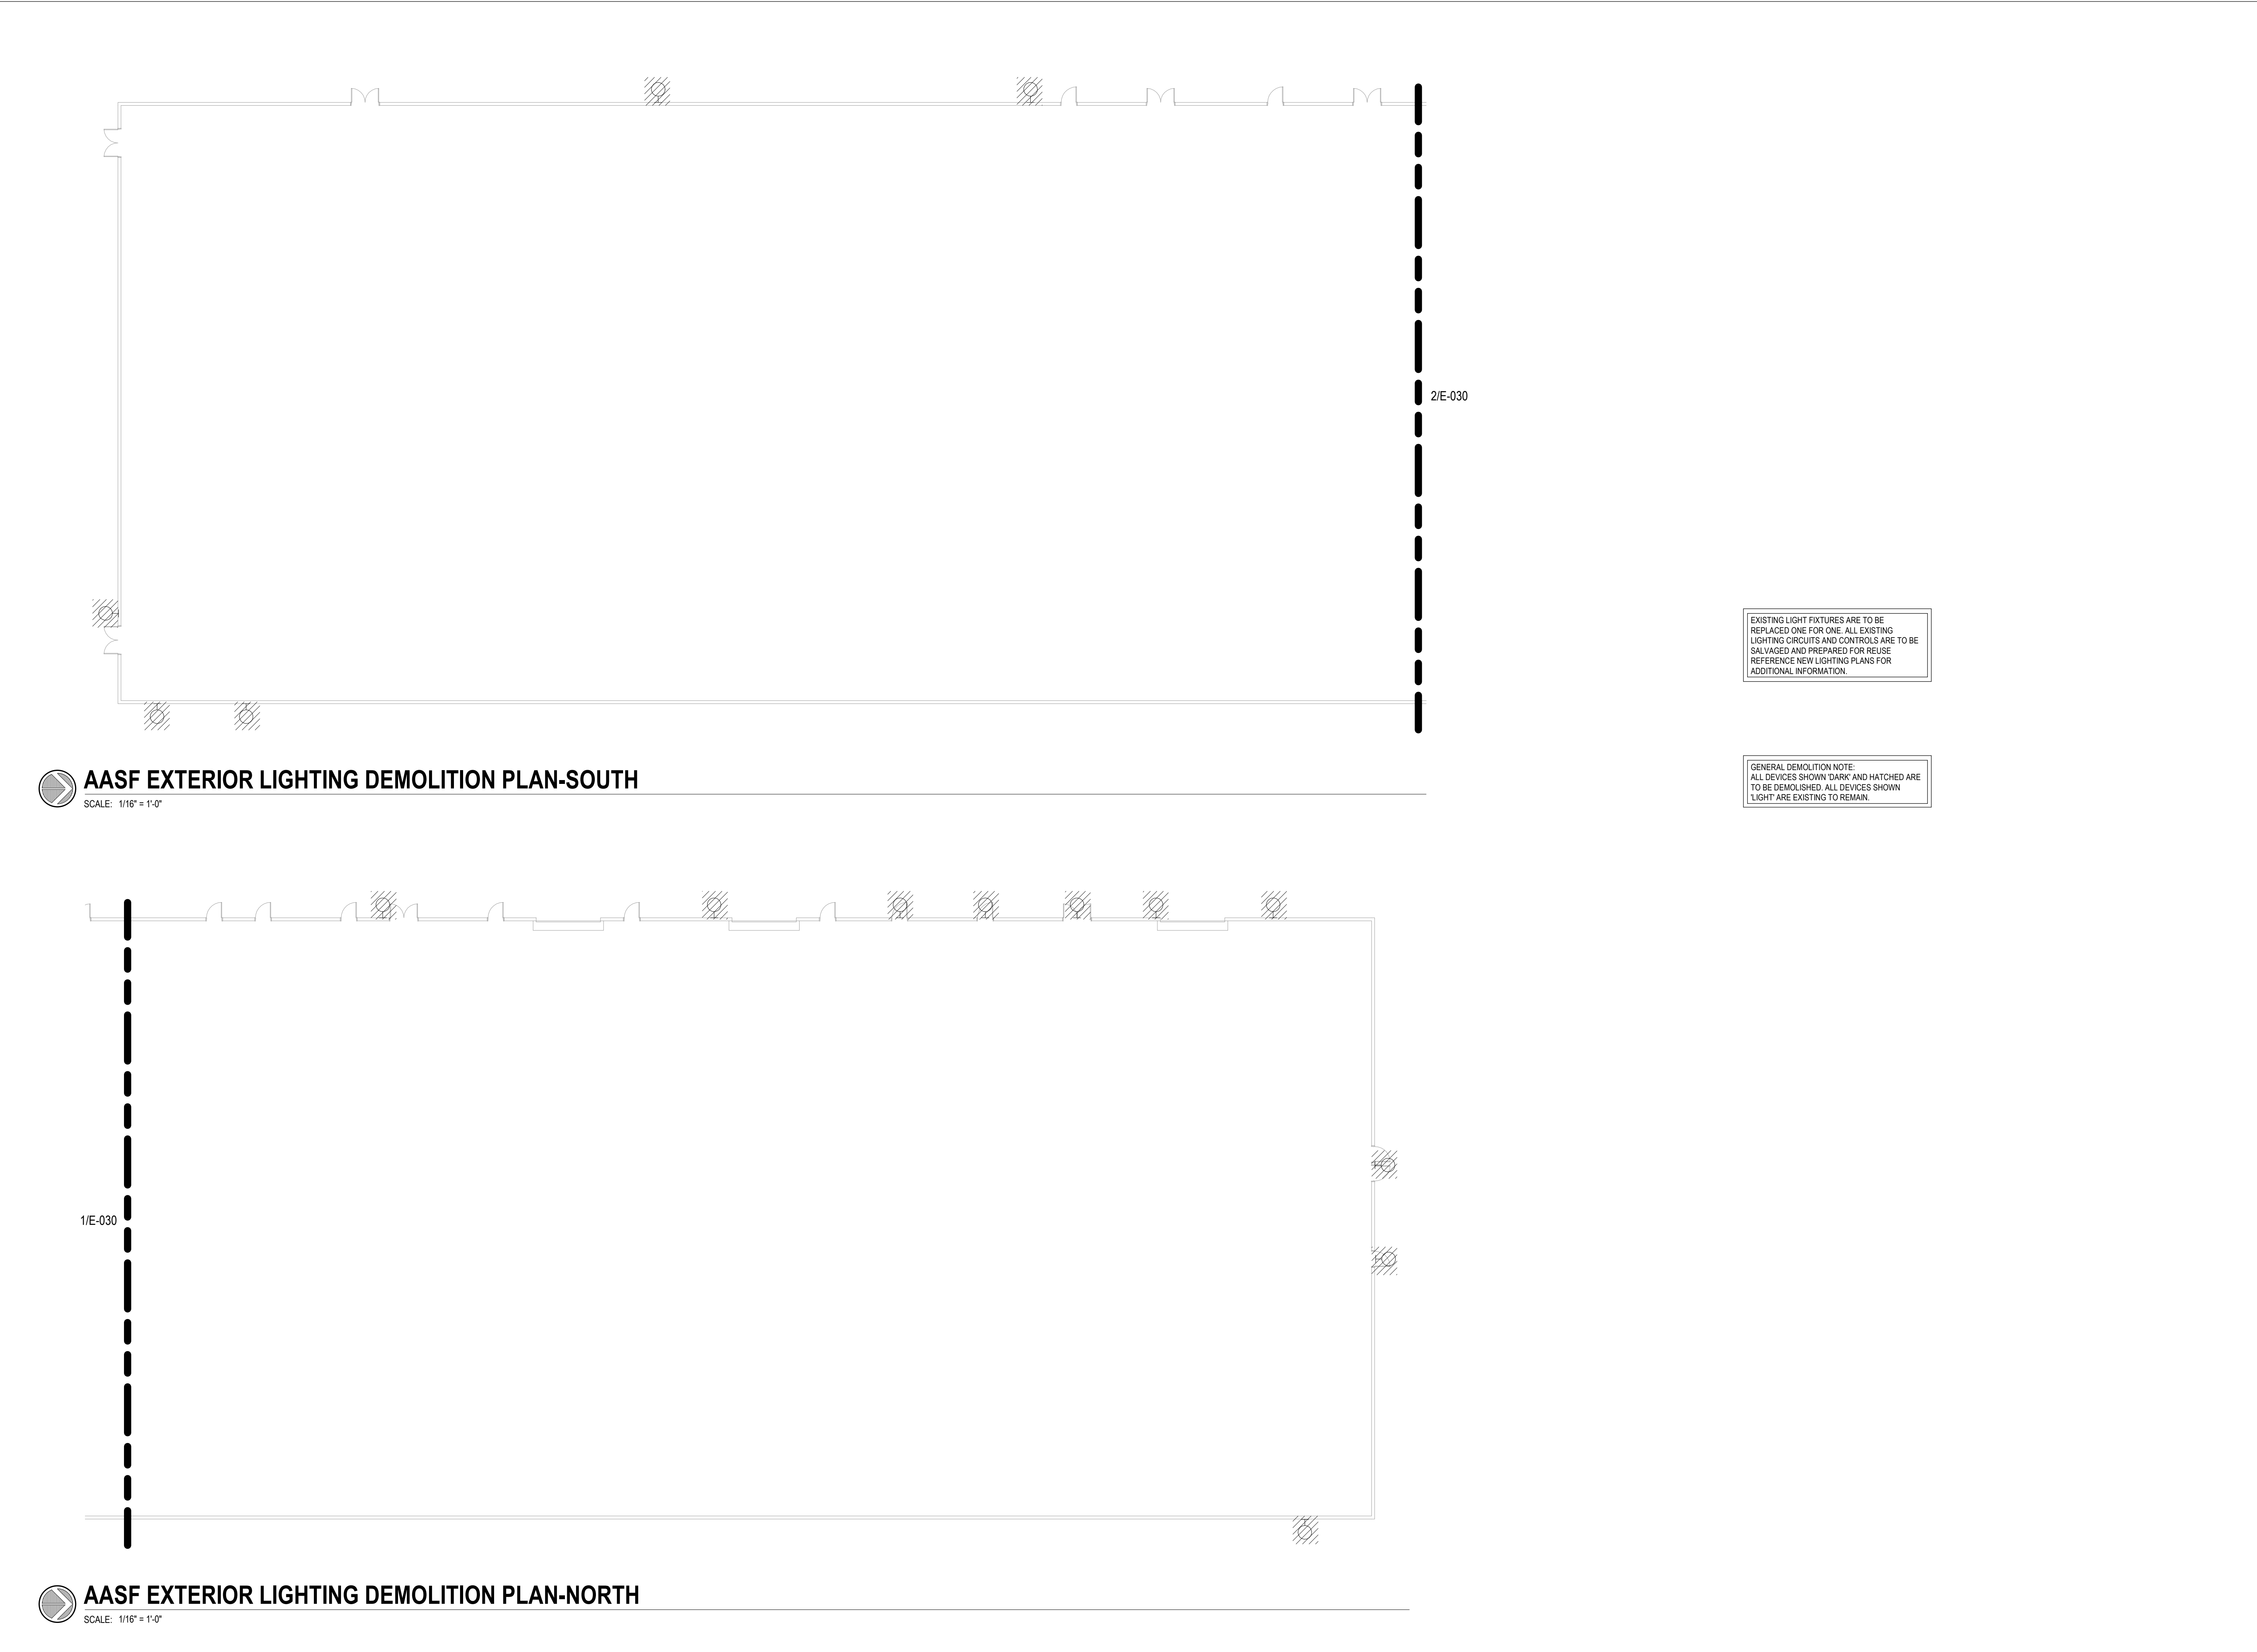 2/E-030
EXISTING LIGHT FIXTURES ARE TO BE
REPLACED ONE FOR ONE. ALL EXISTING
LIGHTING CIRCUITS AND CONTROLS ARE TO BE
SALVAGED AND PREPARED FOR REUSE
REFERENCE NEW LIGHTING PLANS FOR
ADDITIONAL INFORMATION.
GENERAL DEMOLITION NOTE:
ALL DEVICES SHOWN 'DARK' AND HATCHED ARE
TO BE DEMOLISHED. ALL DEVICES SHOWN
'LIGHT' ARE EXISTING TO REMAIN.
AASF EXTERIOR LIGHTING DEMOLITION PLAN-SOUTH
SCALE: 1/16" = 1'-0"
1/E-030
AASF EXTERIOR LIGHTING DEMOLITION PLAN-NORTH
SCALE: 1/16" = 1'-0"